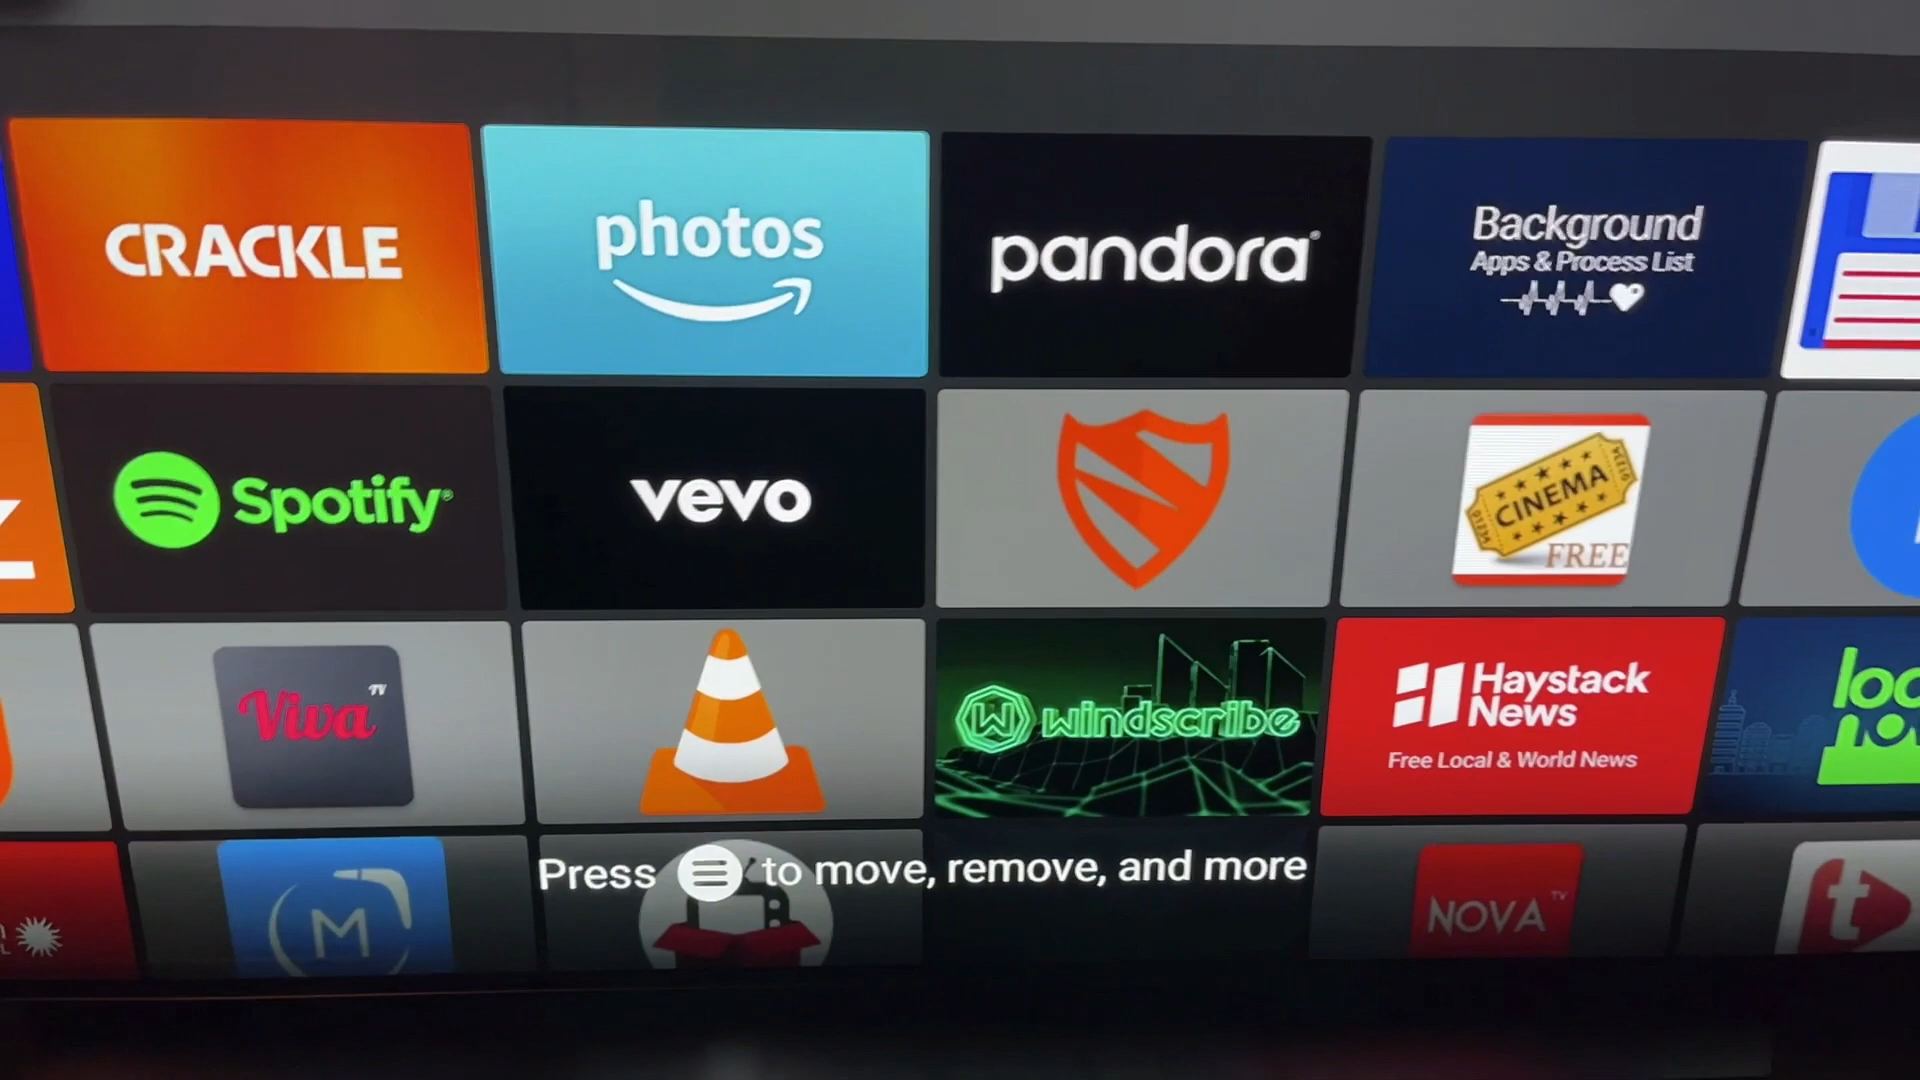 CRACKLE
photos
pandora®
Background
Apps & Process List
Spotify®
vevo
CINEMA
FREE
Viva TV
windscribe
Haystack
News
Free Local & World News
Press to move, remove, and more
M
NOVA TV
t